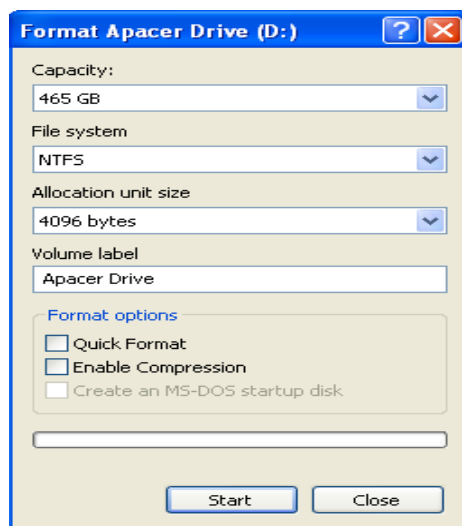 Format Apacer Drive (D:)
Capacity:
465 GB
File system
NTFS
Allocation unit size
4096 bytes
Volume label
Apacer Drive
Format options
Quick Format
Enable Compression
Create an MS-DOS startup disk
Start Close